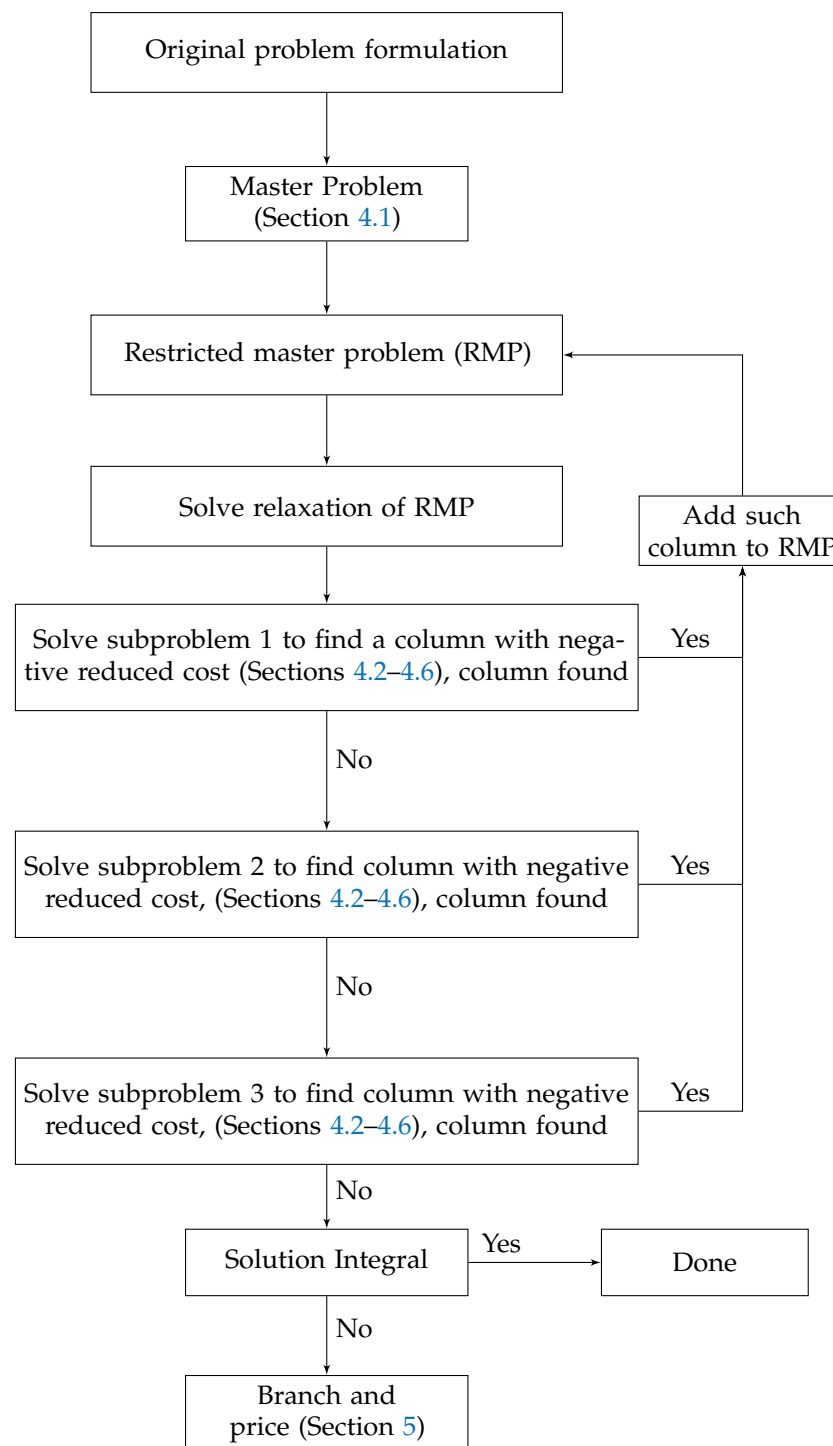 Original problem formulation
Master Problem
(Section 4.1)
Restricted master problem (RMP)
Solve relaxation of RMP
Add such
column to RMP
Solve subproblem 1 to find a column with nega-
tive reduced cost (Sections 4.2–4.6), column found
Yes
No
Solve subproblem 2 to find column with negative
reduced cost, (Sections 4.2–4.6), column found
Yes
No
Solve subproblem 3 to find column with negative
reduced cost, (Sections 4.2–4.6), column found
Yes
No
Solution Integral
Yes
Done
No
Branch and
price (Section 5)